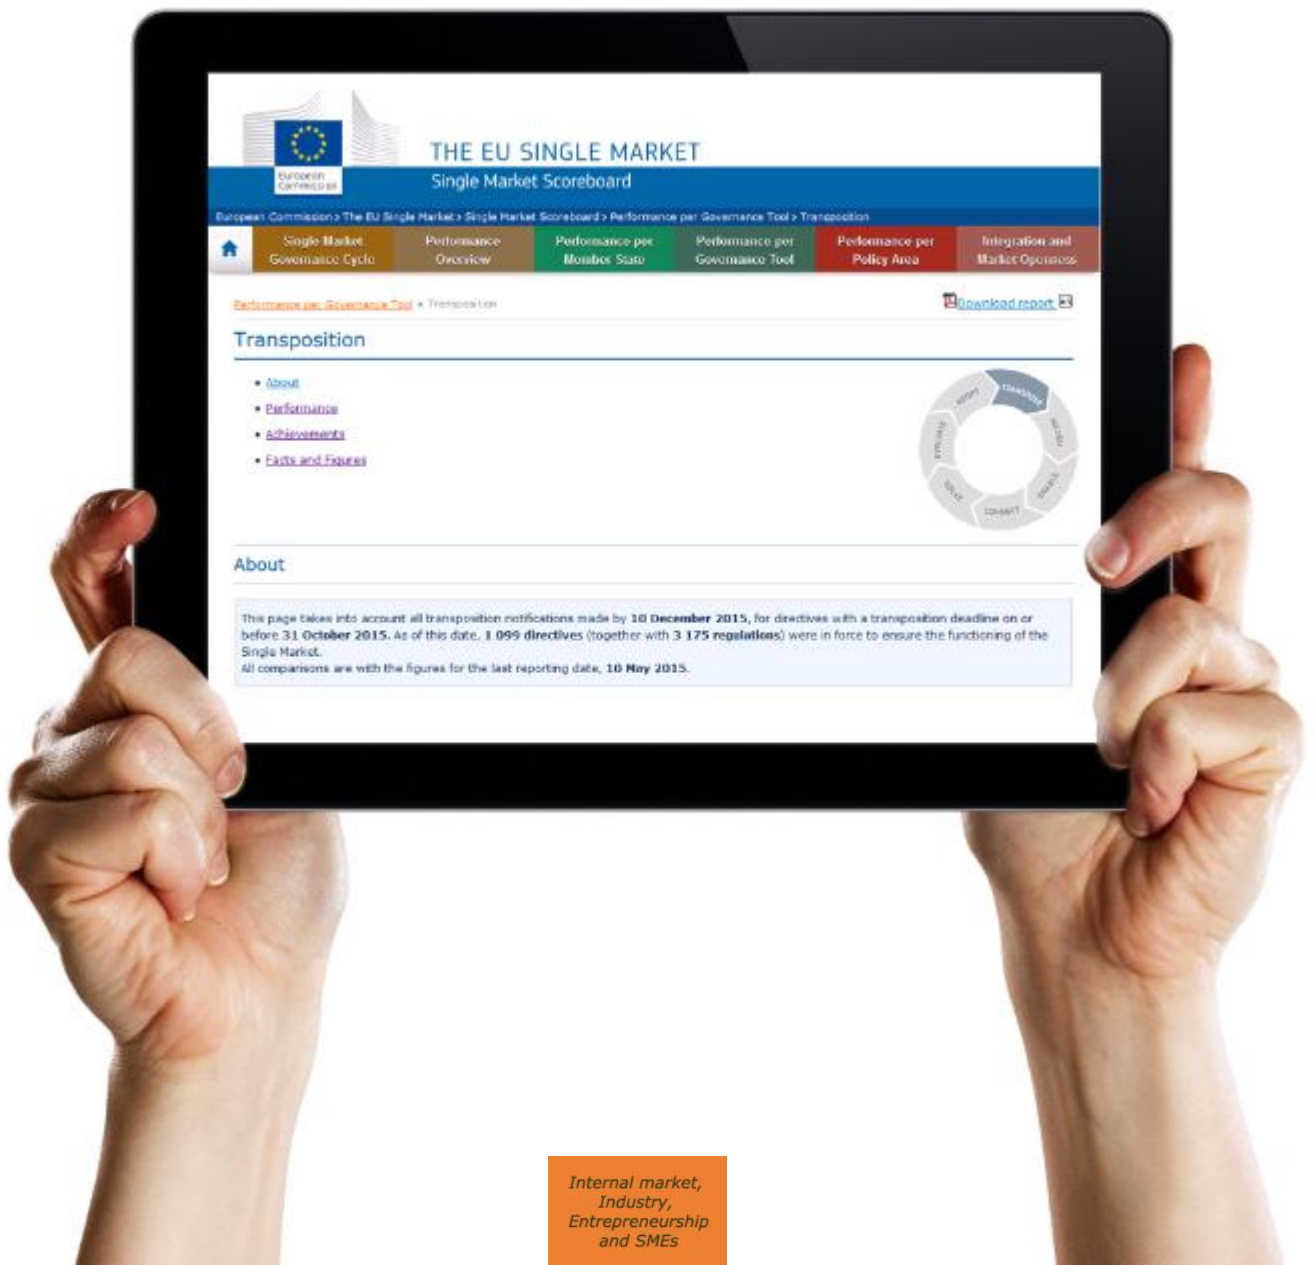 THE EU SINGLE MARKET
European
Commission
Single Market Scoreboard
European Commission > The EU Single Market > Single Market Scoreboard > Performance per Governance Tool > Transposition
Single Market
Governance Cycle
Performance
Overview
Performance per
Member State
Performance per
Governance Tool
Performance per
Policy Area
Integration and
Market Openness
Performance per Governance Tool » Transposition
Download report
Transposition
• About
• Performance
• Achievements
• Facts and Figures
ADOPT
TRANSPOSE
INFORM
CONNECT
SOLVE
EVALUATE
About
This page takes into account all transposition notifications made by 10 December 2015, for directives with a transposition deadline on or
before 31 October 2015. As of this date, 1 099 directives (together with 3 175 regulations) were in force to ensure the functioning of the
Single Market.
All comparisons are with the figures for the last reporting date, 10 May 2015.
Internal market,
Industry,
Entrepreneurship
and SMEs